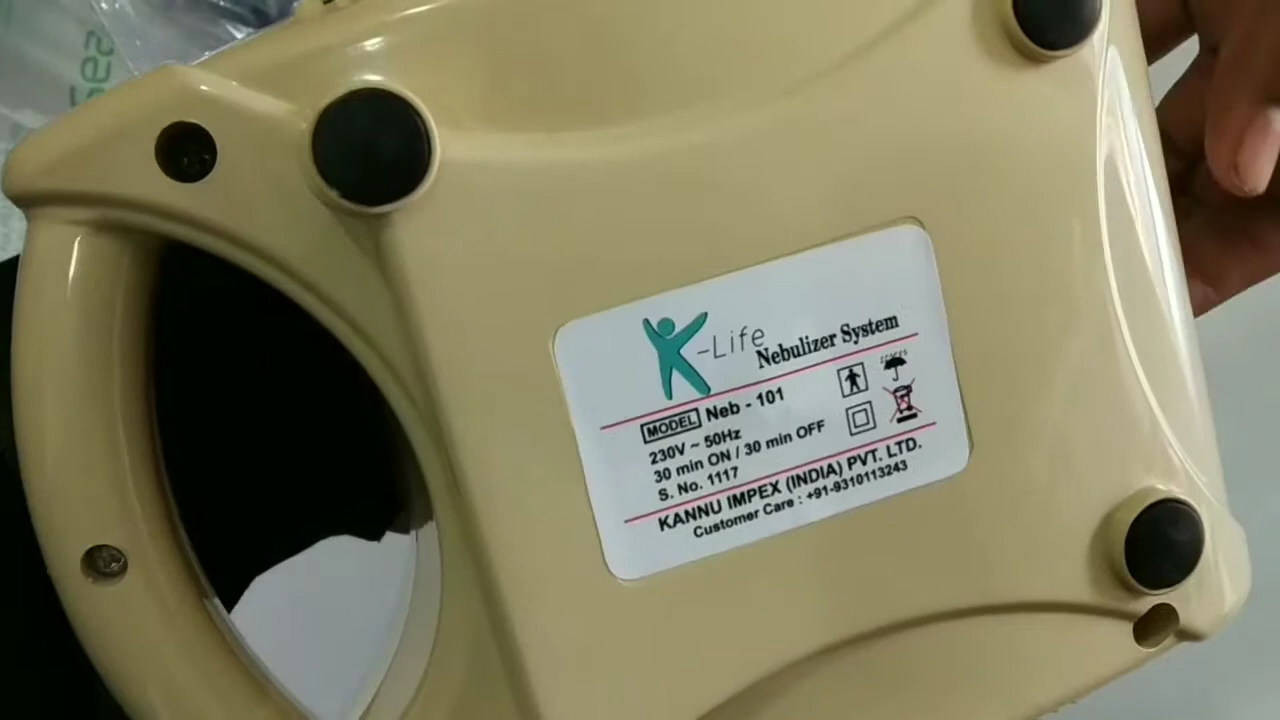 K-Life Nebulizer System
MODEL Neb - 101
230V ~ 50Hz
30 min ON / 30 min OFF
S. No. 1117
KANNU IMPEX (INDIA) PVT. LTD.
Customer Care : +91-9310113243